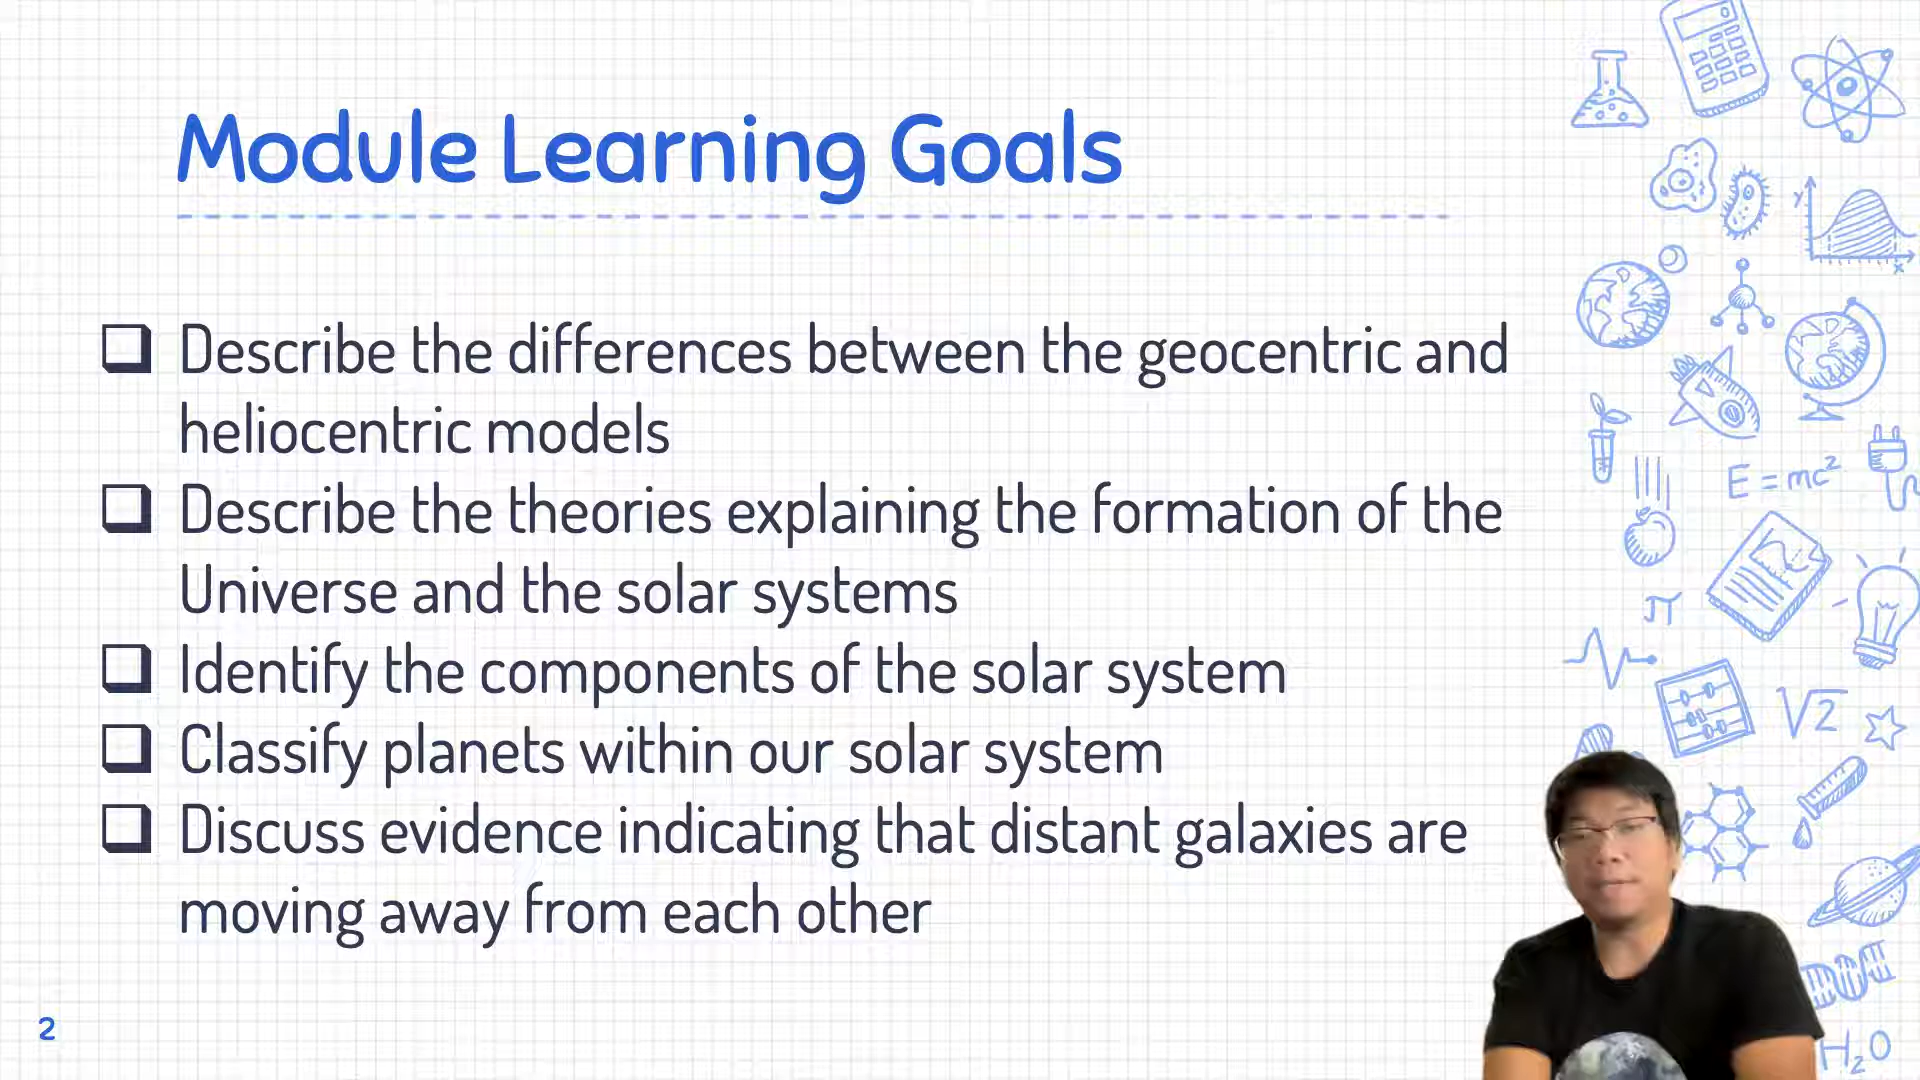 Module Learning Goals
Describe the differences between the geocentric and
heliocentric models
Describe the theories explaining the formation of the
Universe and the solar systems
Identify the components of the solar system
Classify planets within our solar system
Discuss evidence indicating that distant galaxies are
moving away from each other
2
y
x
E=mc²
π
√2
H₂O